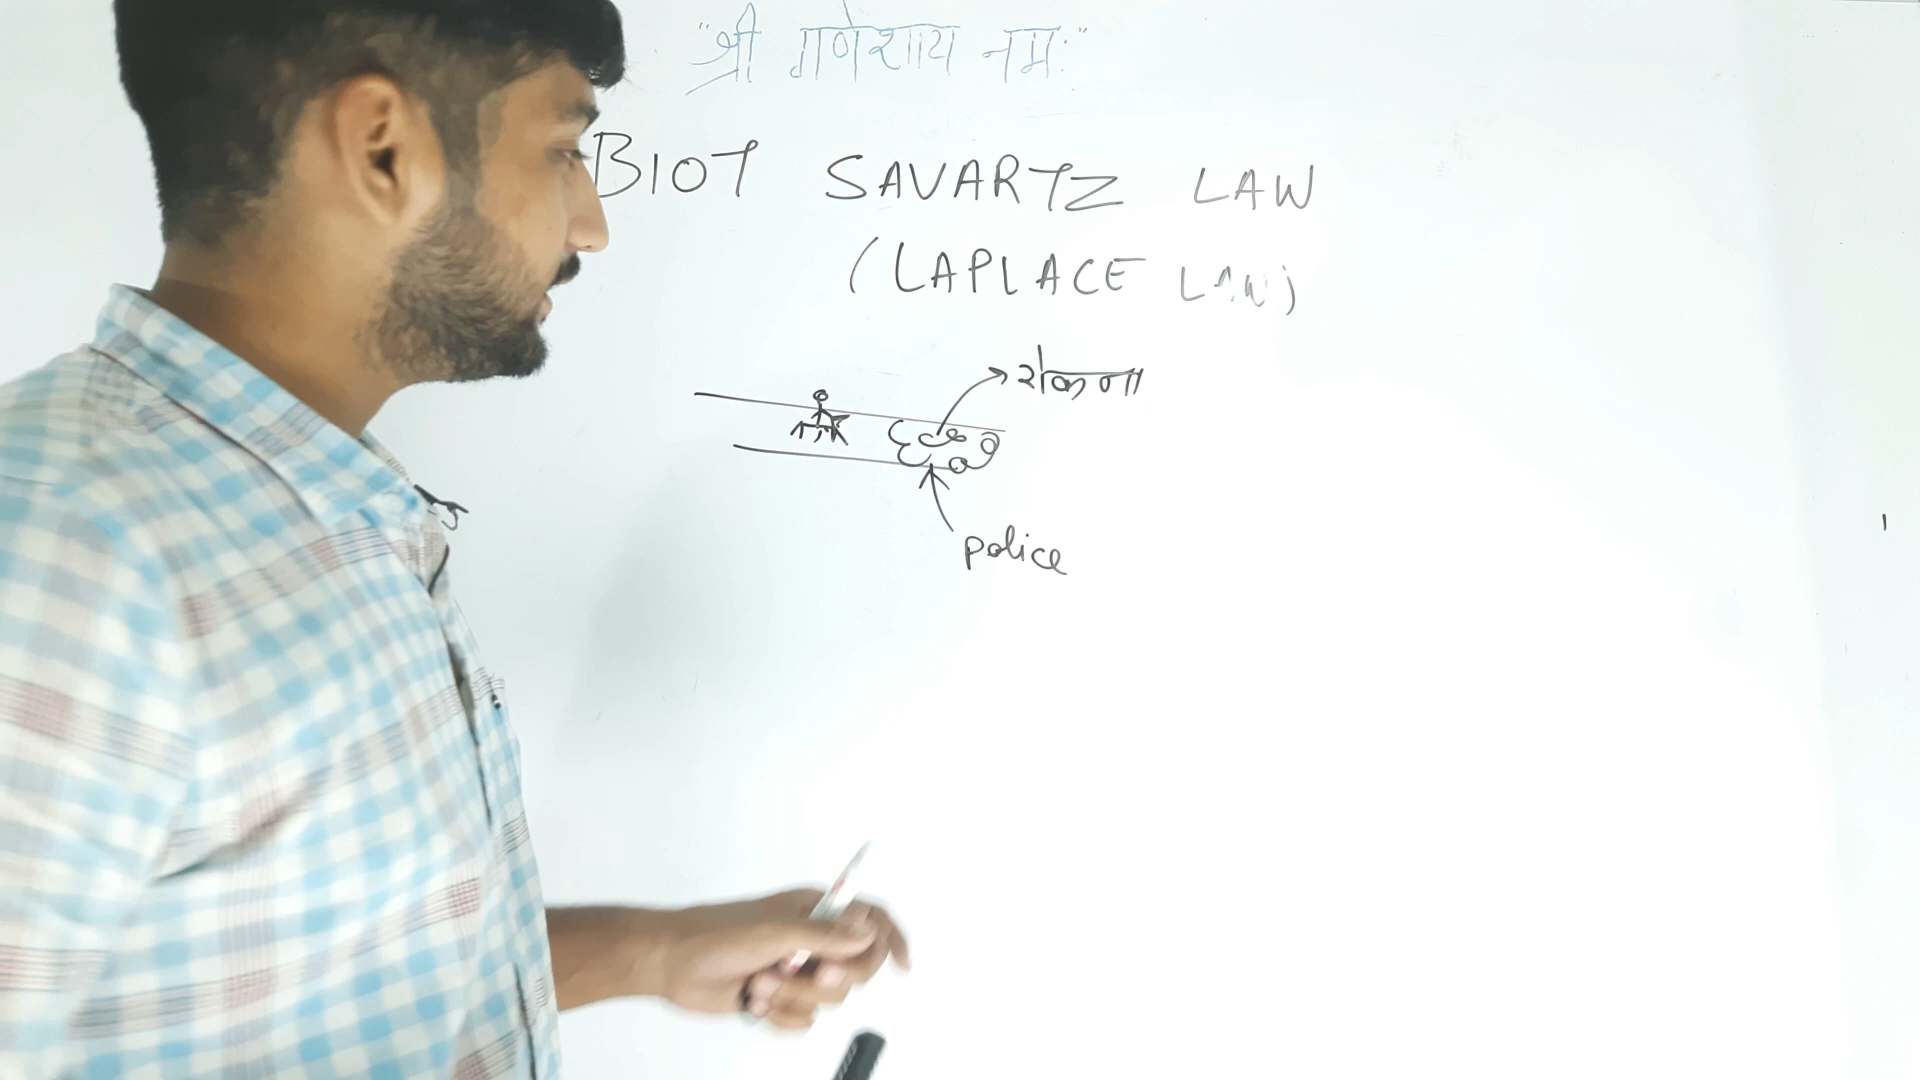 "श्री गणेशाय नमः"
BIOT SAVARTZ LAW
(LAPLACE LAW)
रोकना
police